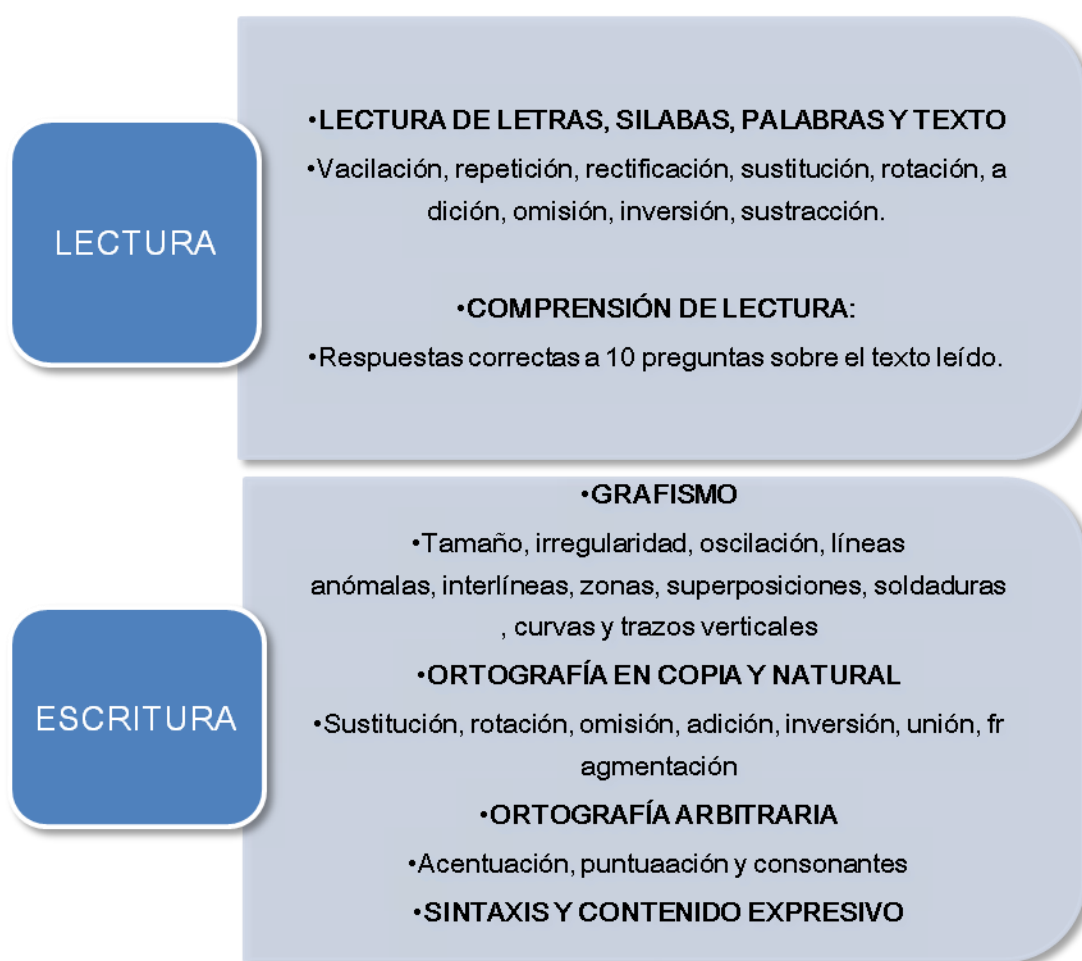 LECTURA
•LECTURA DE LETRAS, SILABAS, PALABRAS Y TEXTO
•Vacilación, repetición, rectificación, sustitución, rotación, a
dición, omisión, inversión, sustracción.
•COMPRENSIÓN DE LECTURA:
•Respuestas correctas a 10 preguntas sobre el texto leído.
ESCRITURA
•GRAFISMO
•Tamaño, irregularidad, oscilación, líneas
anómalas, interlíneas, zonas, superposiciones, soldaduras
, curvas y trazos verticales
•ORTOGRAFÍA EN COPIA Y NATURAL
•Sustitución, rotación, omisión, adición, inversión, unión, fr
agmentación
•ORTOGRAFÍA ARBITRARIA
•Acentuación, puntuaación y consonantes
•SINTAXIS Y CONTENIDO EXPRESIVO